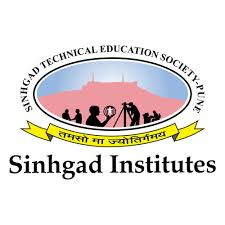 SINHGAD TECHNICAL EDUCATION SOCIETY-PUNE
तमसो मा ज्योतिर्गमय
Sinhgad Institutes